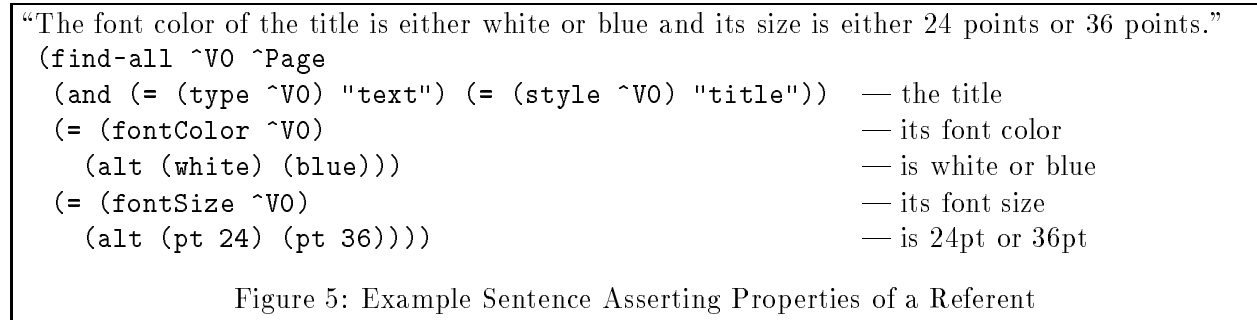 “The font color of the title is either white or blue and its size is either 24 points or 36 points.”
(find-all ^V0 ^Page
(and (= (type ^V0) "text") (= (style ^V0) "title")) — the title
(= (fontColor ^V0) — its font color
(alt (white) (blue))) — is white or blue
(= (fontSize ^V0) — its font size
(alt (pt 24) (pt 36)))) — is 24pt or 36pt
Figure 5: Example Sentence Asserting Properties of a Referent